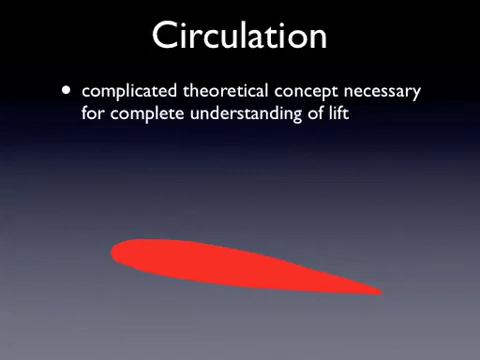 Circulation
• complicated theoretical concept necessary
for complete understanding of lift